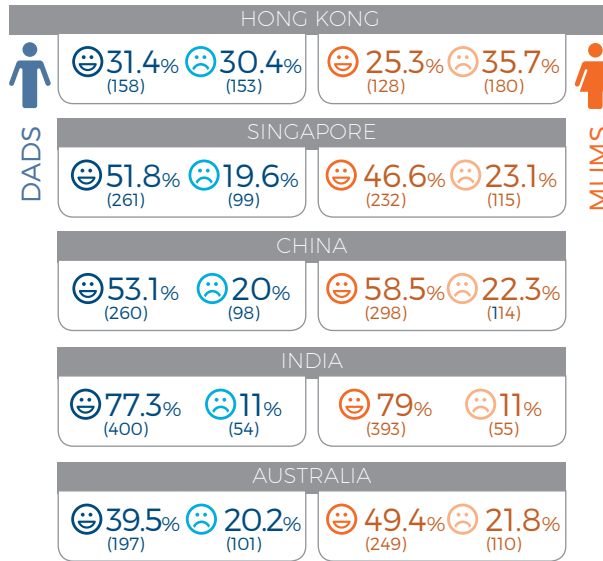 HONG KONG
DADS
31.4% 30.4% 25.3% 35.7%
(158) (153) (128) (180)
MUMS
SINGAPORE
51.8% 19.6% 46.6% 23.1%
(261) (99) (232) (115)
CHINA
53.1% 20% 58.5% 22.3%
(260) (98) (298) (114)
INDIA
77.3% 11% 79% 11%
(400) (54) (393) (55)
AUSTRALIA
39.5% 20.2% 49.4% 21.8%
(197) (101) (249) (110)